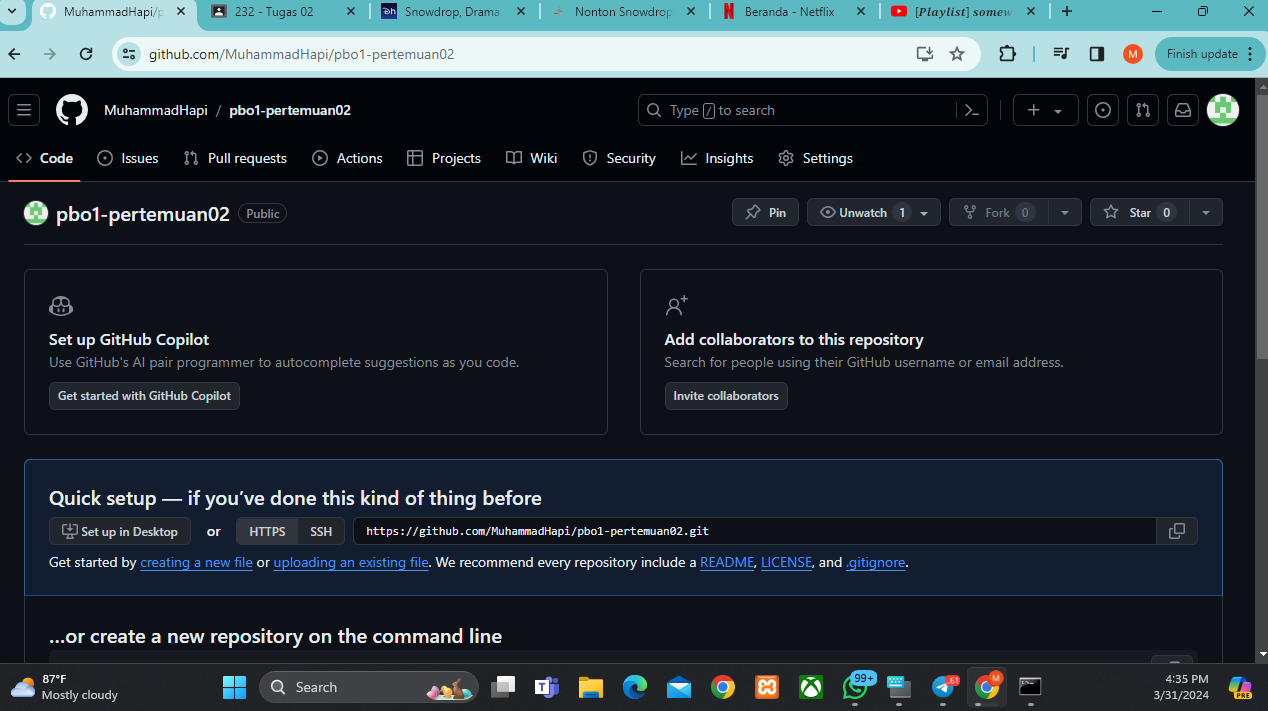 MuhammadHapi/p
232 - Tugas 02
Snowdrop, Drama
Nonton Snowdrop
Beranda - Netflix
[Playlist] somew
github.com/MuhammadHapi/pbo1-pertemuan02
M
Finish update
MuhammadHapi / pbo1-pertemuan02
Type / to search
Code
Issues
Pull requests
Actions
Projects
Wiki
Security
Insights
Settings
pbo1-pertemuan02
Public
Pin
Unwatch 1
Fork 0
Star 0
Set up GitHub Copilot
Use GitHub's AI pair programmer to autocomplete suggestions as you code.
Get started with GitHub Copilot
Add collaborators to this repository
Search for people using their GitHub username or email address.
Invite collaborators
Quick setup — if you’ve done this kind of thing before
Set up in Desktop
or
HTTPS
SSH
https://github.com/MuhammadHapi/pbo1-pertemuan02.git
Get started by creating a new file or uploading an existing file. We recommend every repository include a README, LICENSE, and .gitignore.
…or create a new repository on the command line
87°F
Mostly cloudy
Search
99+
61
M
4:35 PM
3/31/2024
PRE